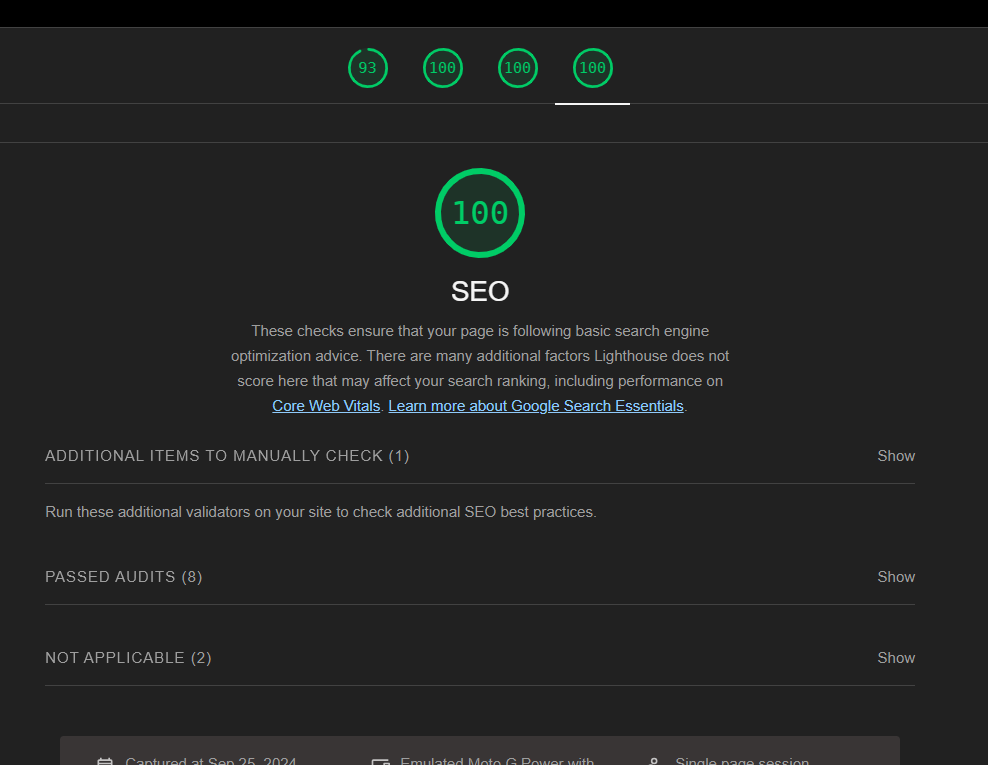 93 100 100 100
100
SEO
These checks ensure that your page is following basic search engine
optimization advice. There are many additional factors Lighthouse does not
score here that may affect your search ranking, including performance on
Core Web Vitals. Learn more about Google Search Essentials.
ADDITIONAL ITEMS TO MANUALLY CHECK (1) Show
Run these additional validators on your site to check additional SEO best practices.
PASSED AUDITS (8) Show
NOT APPLICABLE (2) Show
Captured at Sep 25, 2024 Emulated Moto G Power with Single page session